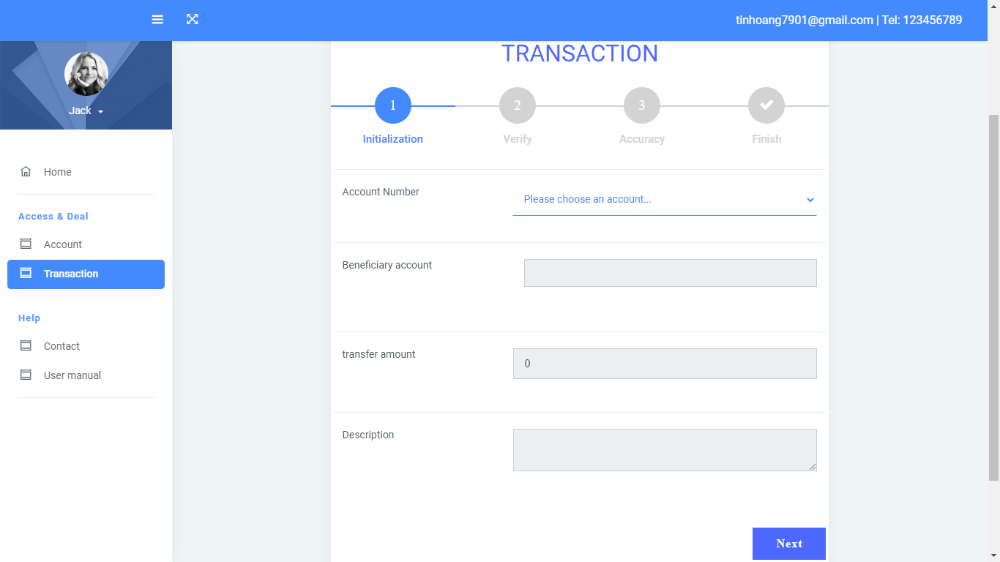 tinhoang7901@gmail.com | Tel: 123456789
Jack
Home
Access & Deal
Account
Transaction
Help
Contact
User manual
TRANSACTION
1 2 3
Initialization Verify Accuracy Finish
Account Number Please choose an account...
Beneficiary account
transfer amount 0
Description
Next